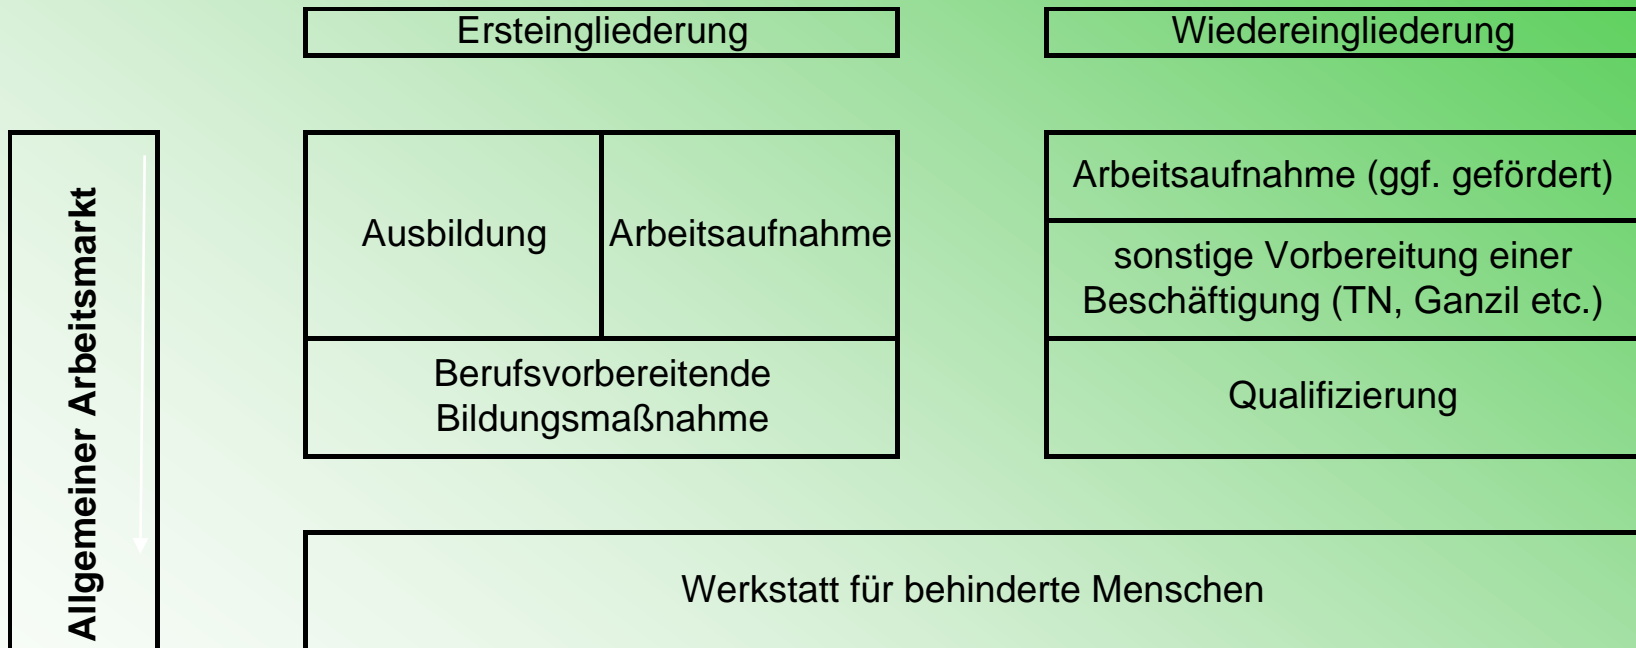 Ersteingliederung
Wiedereingliederung
Allgemeiner Arbeitsmarkt
Ausbildung
Arbeitsaufnahme
Berufsvorbereitende
Bildungsmaßnahme
Arbeitsaufnahme (ggf. gefördert)
sonstige Vorbereitung einer
Beschäftigung (TN, Ganzil etc.)
Qualifizierung
Werkstatt für behinderte Menschen